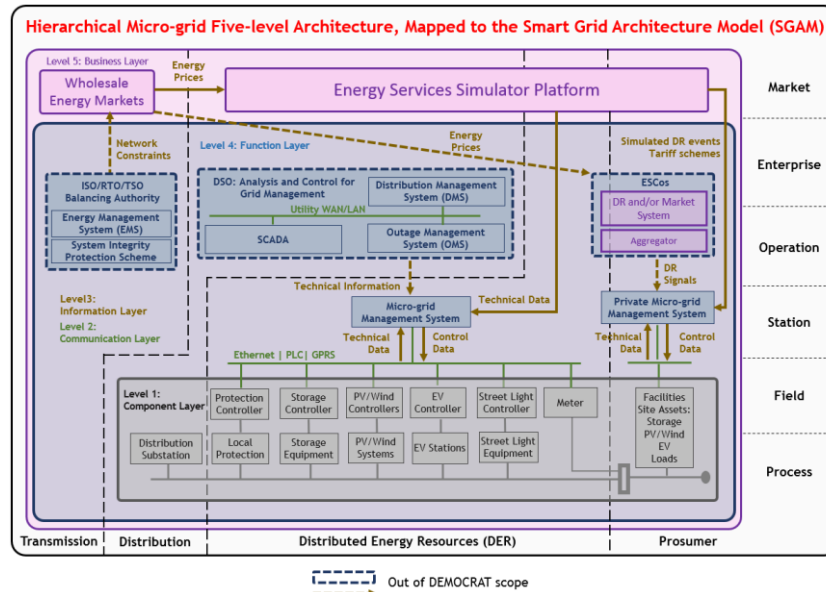 Hierarchical Micro-grid Five-level Architecture, Mapped to the Smart Grid Architecture Model (SGAM)
Level 5: Business Layer
Wholesale
Energy Markets
Energy
Prices
Energy Services Simulator Platform
Market
Network
Constraints
Level 4: Function Layer
Energy
Prices
Simulated DR events
Tariff schemes
Enterprise
ISO/RTO/TSO
Balancing Authority
Energy Management
System (EMS)
System Integrity
Protection Scheme
DSO: Analysis and Control for
Grid Management
Distribution Management
System (DMS)
Utility WAN/LAN
SCADA
Outage Management
System (OMS)
ESCos
DR and/or Market
System
Aggregator
Operation
Technical Information
DR
Signals
Level3:
Information Layer
Level 2:
Communication Layer
Micro-grid
Management System
Technical Data
Private Micro-grid
Management System
Station
Technical
Data
Control
Data
Technical
Data
Control
Data
Ethernet | PLC| GPRS
Level 1:
Component Layer
Protection
Controller
Storage
Controller
PV/Wind
Controllers
EV
Controller
Street Light
Controller
Meter
Facilities
Site Assets:
Storage
PV/Wind
EV
Loads
Field
Distribution
Substation
Local
Protection
Storage
Equipment
PV/Wind
Systems
EV Stations
Street Light
Equipment
Process
Transmission
Distribution
Distributed Energy Resources (DER)
Prosumer
Out of DEMOCRAT scope